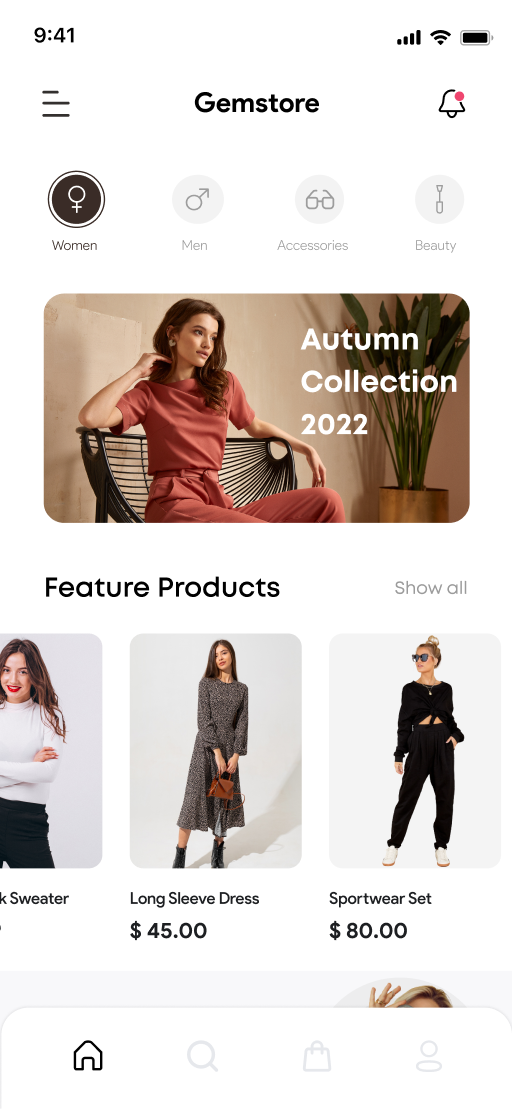 9:41
Gemstore
Women
Men
Accessories
Beauty
Autumn
Collection
2022
Feature Products
Show all
k Sweater
Long Sleeve Dress
Sportwear Set
$ 45.00
$ 80.00